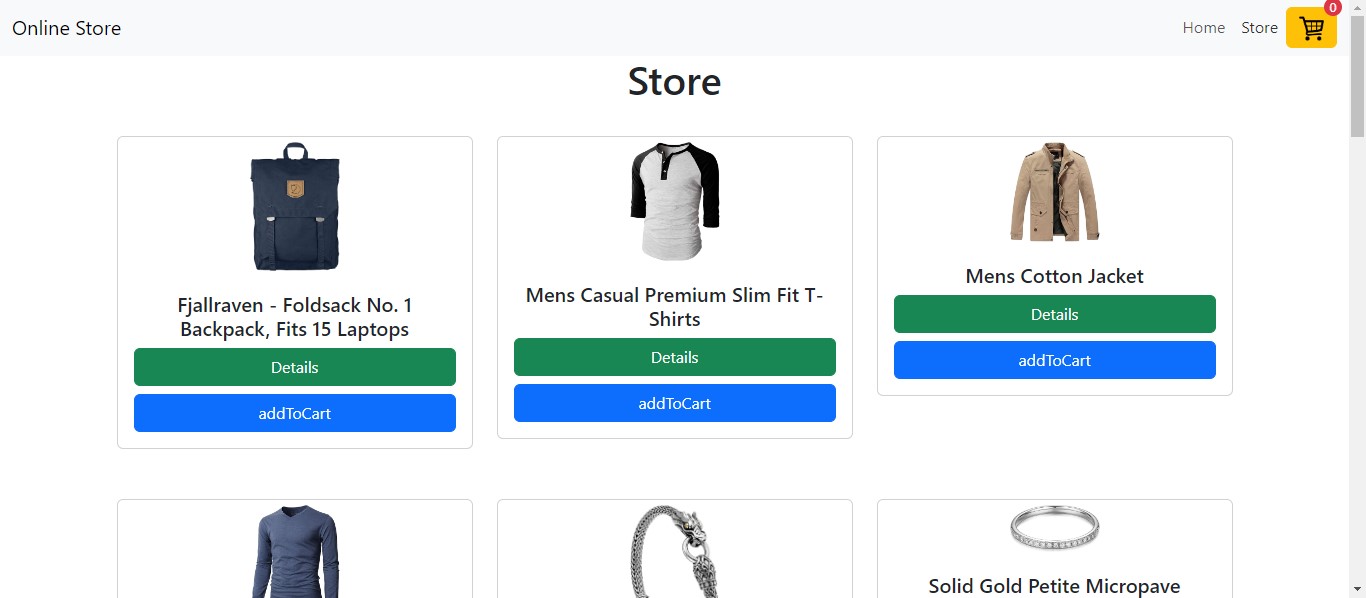 Online Store
Home
Store
0
Store
Fjallraven - Foldsack No. 1
Backpack, Fits 15 Laptops
Details
addToCart
Mens Casual Premium Slim Fit T-
Shirts
Details
addToCart
Mens Cotton Jacket
Details
addToCart
Solid Gold Petite Micropave